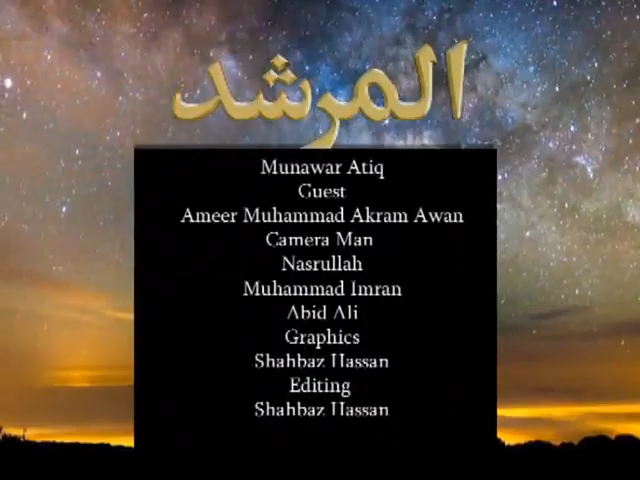 المرشد
Munawar Atiq
Guest
Ameer Muhammad Akram Awan
Camera Man
Nasrullah
Muhammad Imran
Abid Ali
Graphics
Shahbaz Hassan
Editing
Shahbaz Hassan